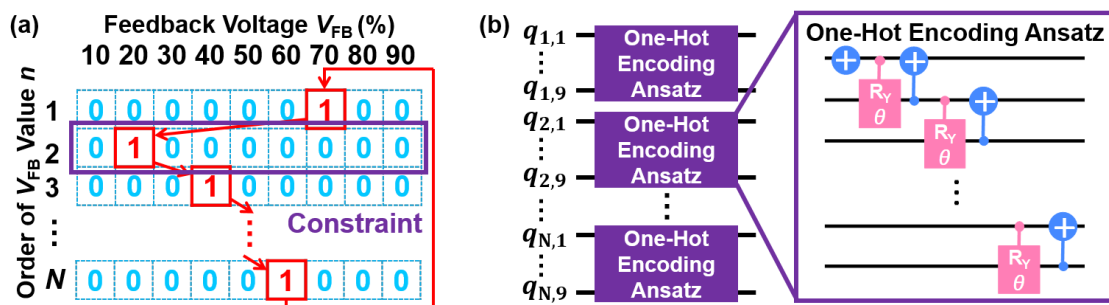 (a)
Feedback Voltage V_FB (%)
10 20 30 40 50 60 70 80 90
Order of V_FB Value n
1 0 0 0 0 0 0 1 0 0
2 0 1 0 0 0 0 0 0 0
3 0 0 0 1 0 0 0 0 0
Constraint
N 0 0 0 0 0 1 0 0 0
(b)
q1,1
q1,9
One-Hot
Encoding
Ansatz
q2,1
q2,9
One-Hot
Encoding
Ansatz
qN,1
qN,9
One-Hot
Encoding
Ansatz
One-Hot Encoding Ansatz
RY
θ
RY
θ
RY
θ